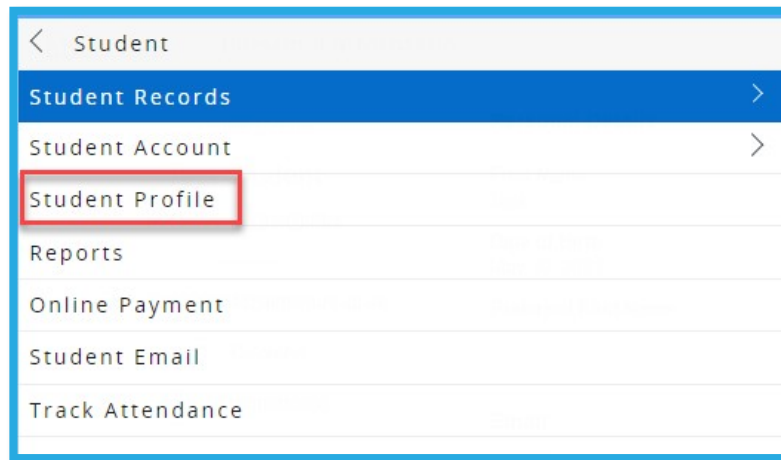 Student
Student Records
Student Account
Student Profile
Reports
Online Payment
Student Email
Track Attendance